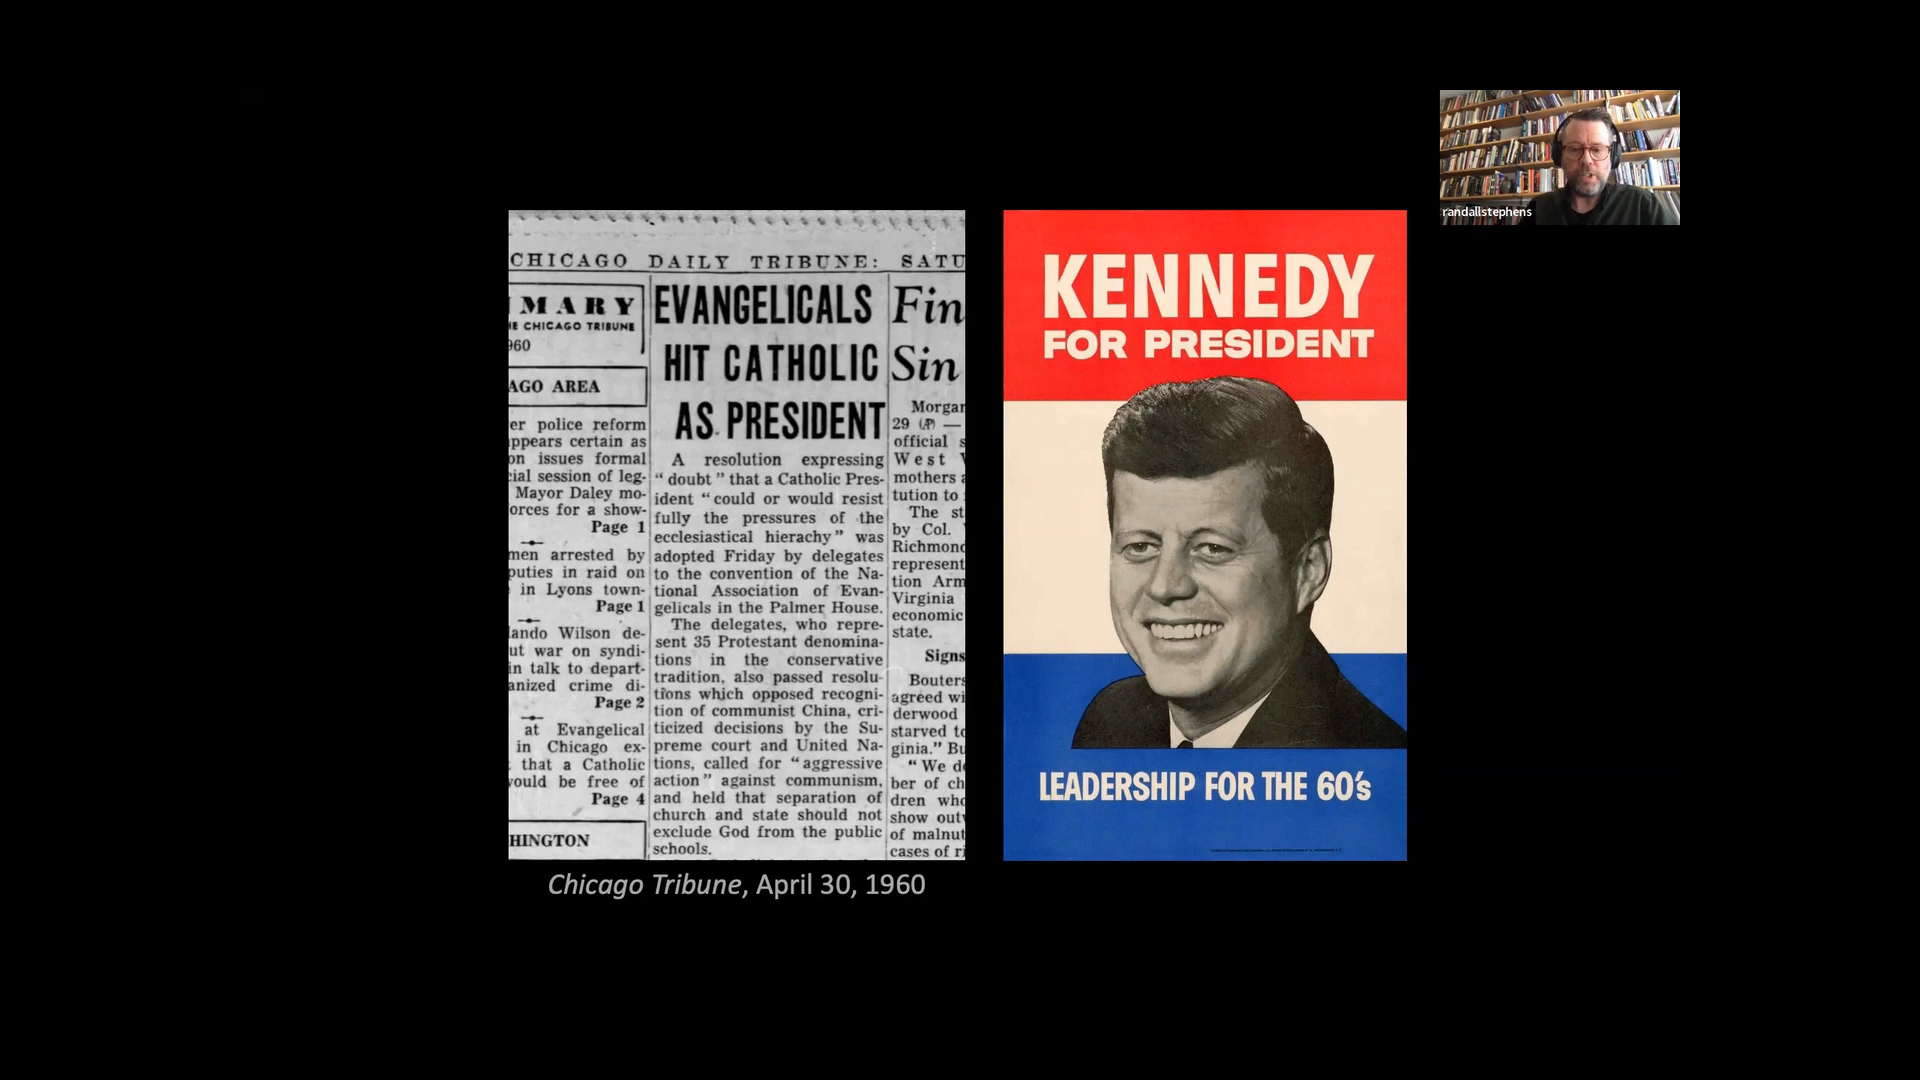 CHICAGO DAILY TRIBUNE: SATU
MARY
CHICAGO TRIBUNE
960
AGO AREA
er police reform
appears certain as
on issues formal
cial session of leg-
Mayor Daley mo-
orces for a show-
Page 1
men arrested by
puties in raid on
in Lyons town-
Page 1
lando Wilson de-
ut war on syndi-
in talk to depart-
anized crime di-
Page 2
at Evangelical
in Chicago ex-
that a Catholic
would be free of
Page 4
HINGTON
EVANGELICALS
HIT CATHOLIC
AS PRESIDENT
A resolution expressing
“doubt” that a Catholic Pres-
ident “could or would resist
fully the pressures of the
ecclesiastical hierachy” was
adopted Friday by delegates
to the convention of the Na-
tional Association of Evan-
gelicals in the Palmer House.
The delegates, who repre-
sent 35 Protestant denomina-
tions in the conservative
tradition, also passed resolu-
tions which opposed recogni-
tion of communist China, cri-
ticized decisions by the Su-
preme court and United Na-
tions, called for “aggressive
action” against communism,
and held that separation of
church and state should not
exclude God from the public
schools.
Fin
Sin
Morgan
29 (AP) —
official s
West V
mothers a
tution to
The st
by Col.
Richmond
represent
tion Arm
Virginia
economic
state.
Signs
Bouters
agreed wi
derwood
starved to
ginia.” Bu
“We de
ber of ch
dren who
show outw
of malnut
cases of ri
Chicago Tribune, April 30, 1960
KENNEDY
FOR PRESIDENT
LEADERSHIP FOR THE 60's
randallstephens